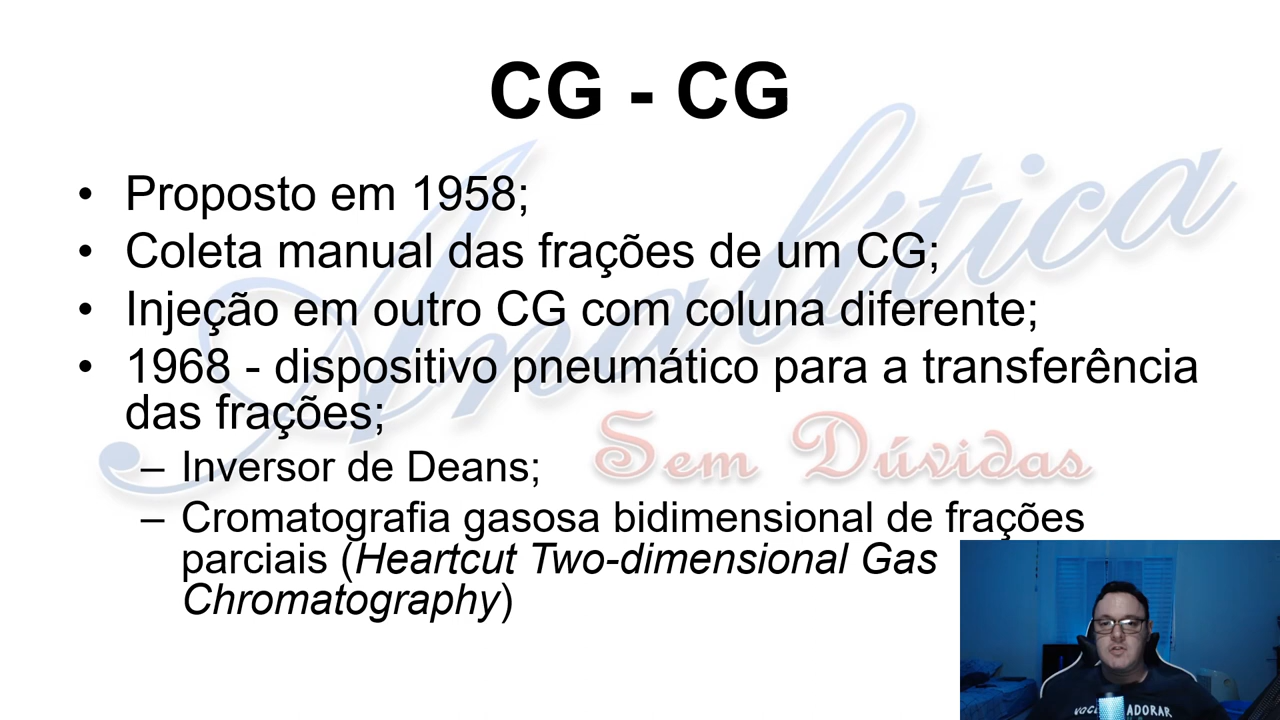 CG - CG
• Proposto em 1958;
• Coleta manual das frações de um CG;
• Injeção em outro CG com coluna diferente;
• 1968 - dispositivo pneumático para a transferência
das frações;
– Inversor de Deans;
– Cromatografia gasosa bidimensional de frações
parciais (Heartcut Two-dimensional Gas
Chromatography)
Analítica
Sem Dúvidas
ADORAR